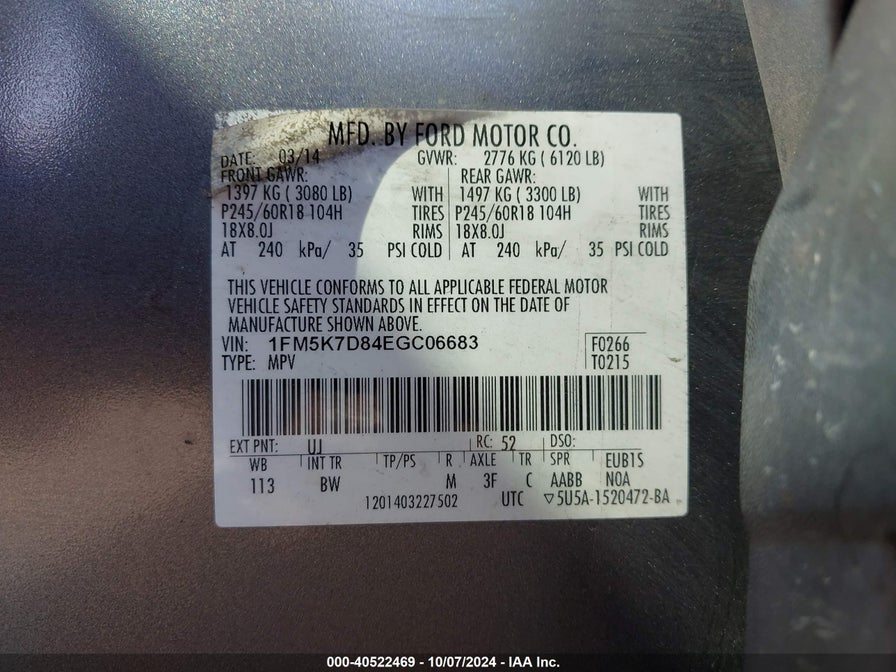 MFD. BY FORD MOTOR CO.
DATE: 03/14 GVWR: 2776 KG ( 6120 LB)
FRONT GAWR: REAR GAWR:
1397 KG ( 3080 LB) WITH 1497 KG ( 3300 LB) WITH
P245/60R18 104H TIRES P245/60R18 104H TIRES
18X8.0J RIMS 18X8.0J RIMS
AT 240 kPa/ 35 PSI COLD AT 240 kPa/ 35 PSI COLD
THIS VEHICLE CONFORMS TO ALL APPLICABLE FEDERAL MOTOR
VEHICLE SAFETY STANDARDS IN EFFECT ON THE DATE OF
MANUFACTURE SHOWN ABOVE.
VIN: 1FM5K7D84EGC06683 F0266
TYPE: MPV T0215
EXT PNT: UJ RC: 52 DSO:
WB INT TR TP/PS R AXLE TR SPR EUB1S
113 BW M 3F C AABB NOA
1201403227502 UTC ▽5U5A-1520472-BA
000-40522469 - 10/07/2024 - IAA Inc.